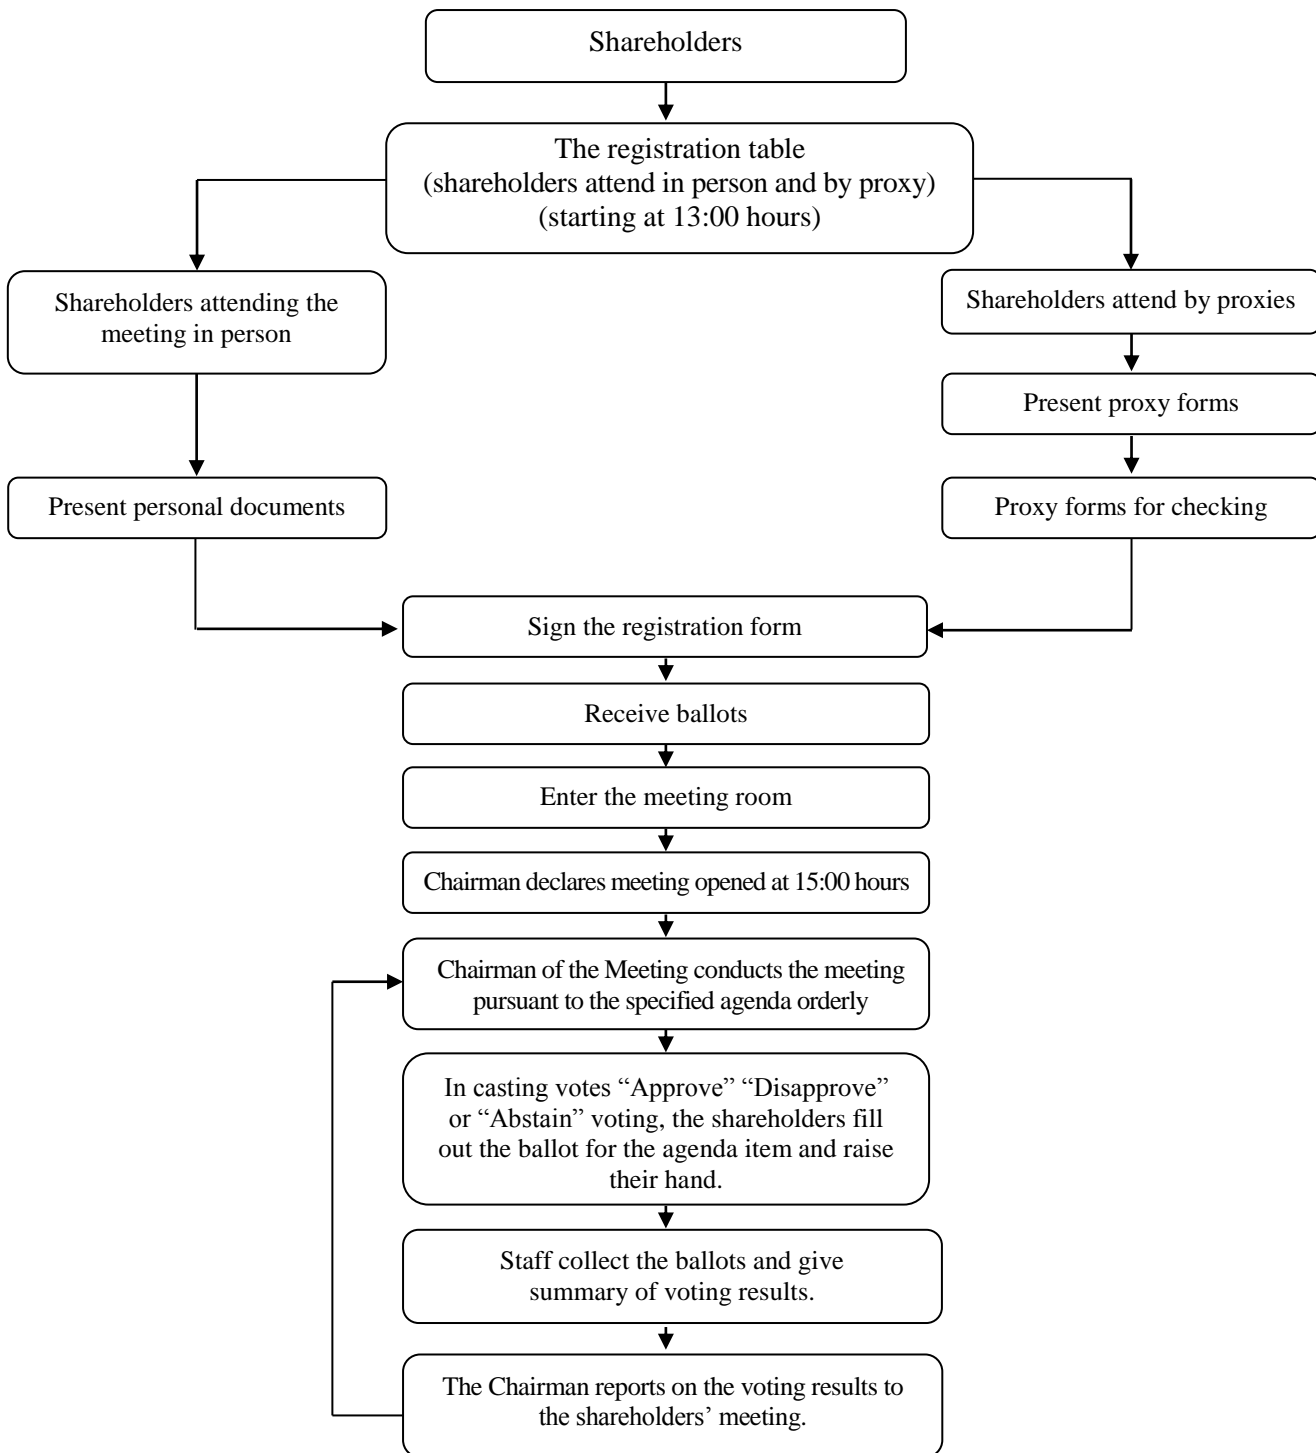 Shareholders
The registration table
(shareholders attend in person and by proxy)
(starting at 13:00 hours)
Shareholders attending the
meeting in person
Shareholders attend by proxies
Present proxy forms
Present personal documents
Proxy forms for checking
Sign the registration form
Receive ballots
Enter the meeting room
Chairman declares meeting opened at 15:00 hours
Chairman of the Meeting conducts the meeting
pursuant to the specified agenda orderly
In casting votes “Approve” “Disapprove”
or “Abstain” voting, the shareholders fill
out the ballot for the agenda item and raise
their hand.
Staff collect the ballots and give
summary of voting results.
The Chairman reports on the voting results to
the shareholders’ meeting.